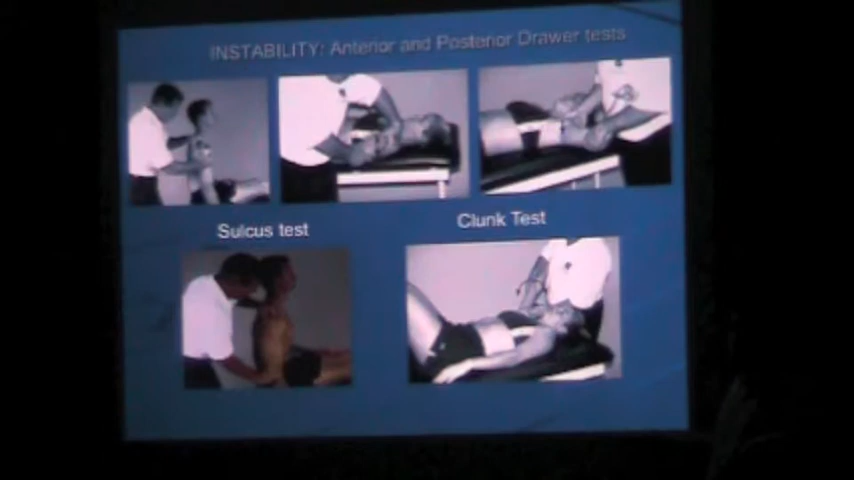 INSTABILITY: Anterior and Posterior Drawer tests
Sulcus test
Clunk Test